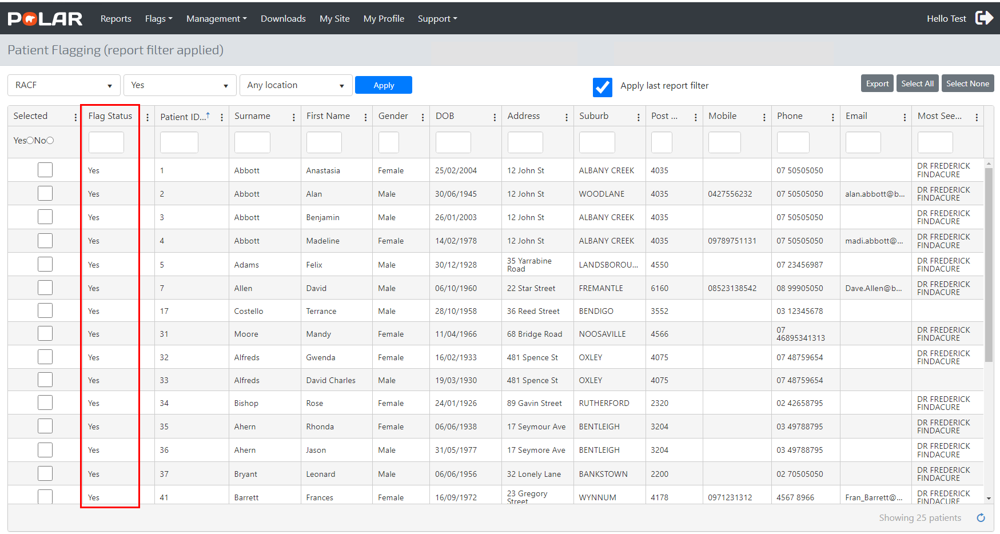 POLAR Reports Flags Management Downloads My Site My Profile Support Hello Test
Patient Flagging (report filter applied)
RACF Yes Any location Apply Apply last report filter Export Select All Select None
Selected Flag Status Patient ID... Surname First Name Gender DOB Address Suburb Post ... Mobile Phone Email Most See...
Yes No
Yes 1 Abbott Anastasia Female 25/02/2004 12 John St ALBANY CREEK 4035 07 50505050 DR FREDERICK FINDACURE
Yes 2 Abbott Alan Male 30/06/1945 12 John St WOODLANE 4035 0427556232 07 50505050 alan.abbott@b... DR FREDERICK FINDACURE
Yes 3 Abbott Benjamin Male 26/01/2003 12 John St ALBANY CREEK 4035 07 50505050 DR FREDERICK FINDACURE
Yes 4 Abbott Madeline Female 14/02/1978 12 John St ALBANY CREEK 4035 09789751131 07 50505050 madi.abbott@... DR FREDERICK FINDACURE
Yes 5 Adams Felix Male 30/12/1928 35 Yarrabine Road LANDSBOROU... 4550 07 23456987 DR FREDERICK FINDACURE
Yes 7 Allen David Male 06/10/1960 22 Star Street FREMANTLE 6160 08523138542 08 99905050 Dave.Allen@b... DR FREDERICK FINDACURE
Yes 17 Costello Terrance Male 28/10/1958 36 Reed Street BENDIGO 3552 03 12345678
Yes 31 Moore Mandy Female 11/04/1966 68 Bridge Road NOOSAVILLE 4566 07 46895341313 DR FREDERICK FINDACURE
Yes 32 Alfreds Gwenda Female 16/02/1933 481 Spence St OXLEY 4075 07 48759654 DR FREDERICK FINDACURE
Yes 33 Alfreds David Charles Male 19/03/1930 481 Spence St OXLEY 4075 07 48759654
Yes 34 Bishop Rose Female 24/01/1926 89 Gavin Street RUTHERFORD 2320 02 42658795 DR FREDERICK FINDACURE
Yes 35 Ahern Rhonda Female 06/06/1938 17 Seymour Ave BENTLEIGH 3204 03 49788795 DR FREDERICK FINDACURE
Yes 36 Ahern Jason Male 31/05/1977 17 Seymore Ave BENTLEIGH 3204 03 49788795 DR FREDERICK FINDACURE
Yes 37 Bryant Leonard Male 06/06/1956 32 Lonely Lane BANKSTOWN 2200 02 70505050 DR FREDERICK FINDACURE
Yes 41 Barrett Frances Female 16/09/1972 23 Gregory Street WYNNUM 4178 0971231312 4567 8966 Fran_Barrett@... DR FREDERICK FINDACURE
Showing 25 patients